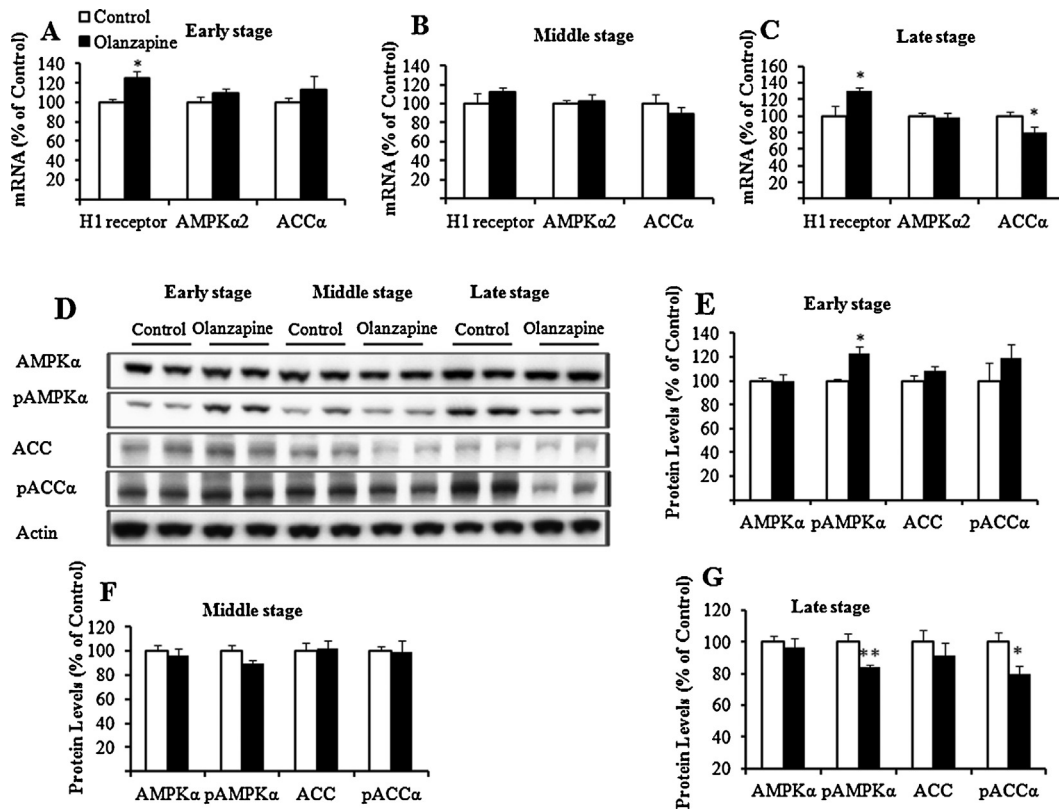 A
Control
Olanzapine
Early stage
mRNA (% of Control)
140
120
100
80
60
40
20
*
H1 receptor AMPKα2 ACCα
B
Middle stage
mRNA (% of Control)
140
120
100
80
60
40
20
H1 receptor AMPKα2 ACCα
C
Late stage
mRNA (% of Control)
160
140
120
100
80
60
40
20
*
*
H1 receptor AMPKα2 ACCα
D
Early stage Middle stage Late stage
Control Olanzapine Control Olanzapine Control Olanzapine
AMPKα
pAMPKα
ACC
pACCα
Actin
E
Early stage
Protein Levels (% of Control)
140
120
100
80
60
40
20
*
AMPKα pAMPKα ACC pACCα
F
Middle stage
Protein Levels (% of Control)
120
100
80
60
40
20
AMPKα pAMPKα ACC pACCα
G
Late stage
Protein Levels (% of Control)
120
100
80
60
40
20
**
*
AMPKα pAMPKα ACC pACCα